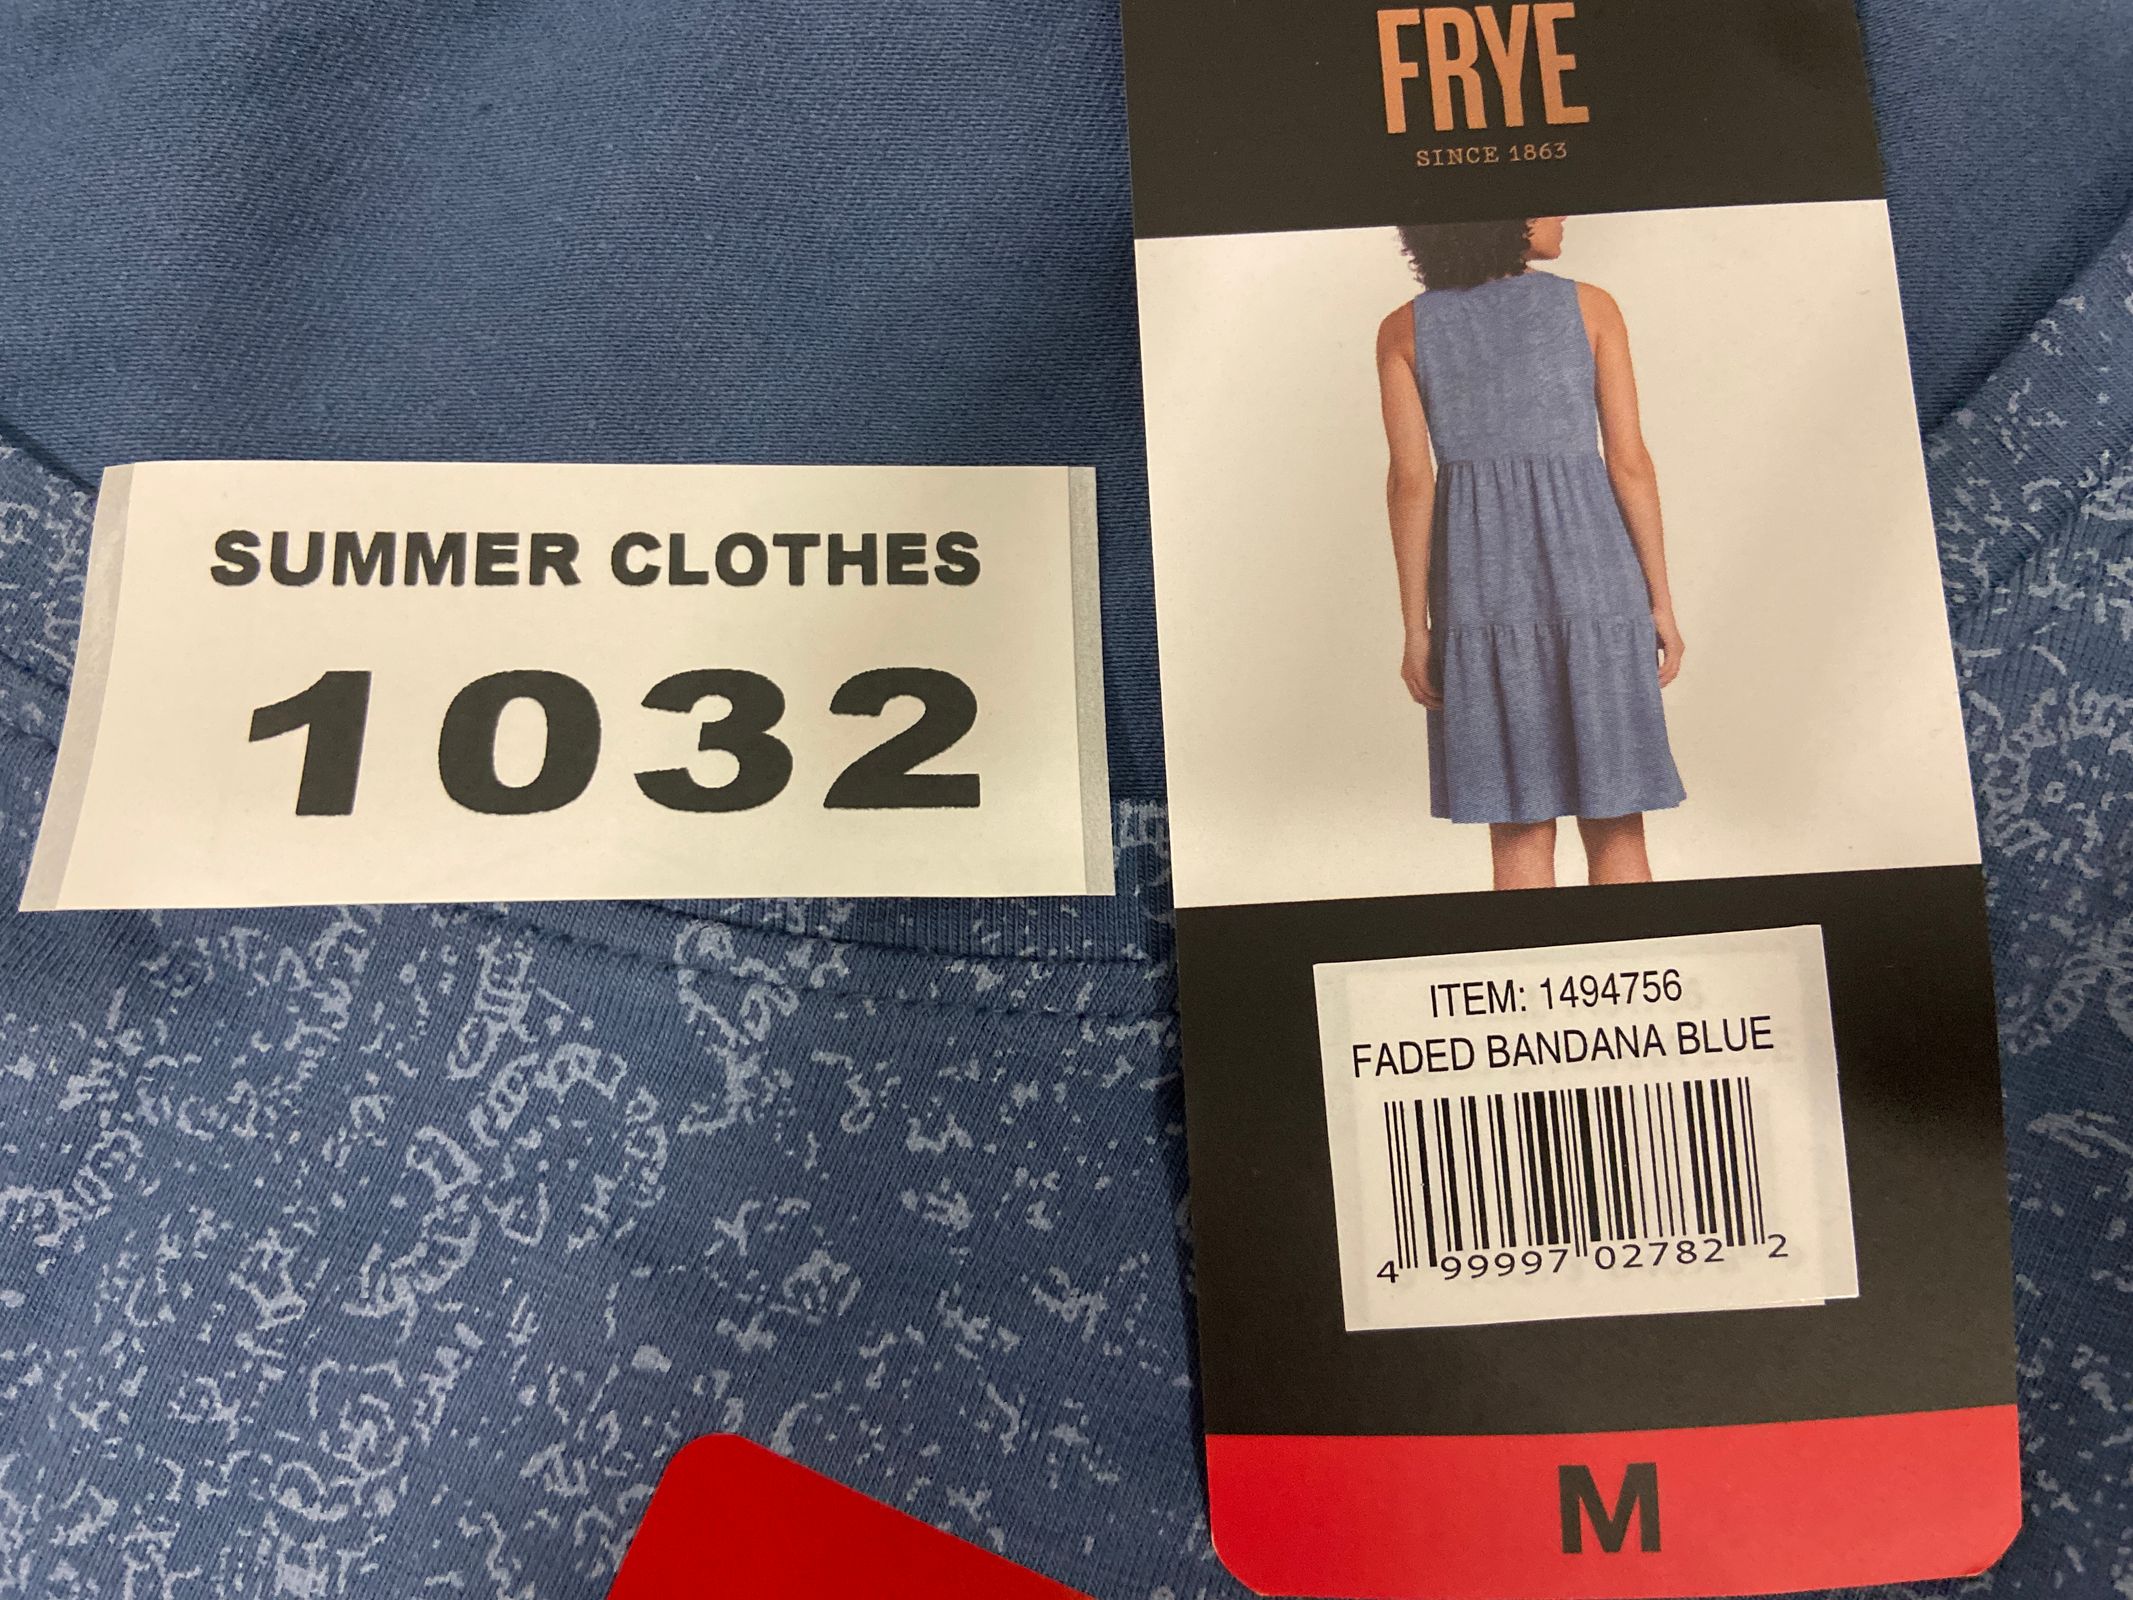 FRYE
SINCE 1863
SUMMER CLOTHES
1032
ITEM: 1494756
FADED BANDANA BLUE
4 99997 02782 2
M